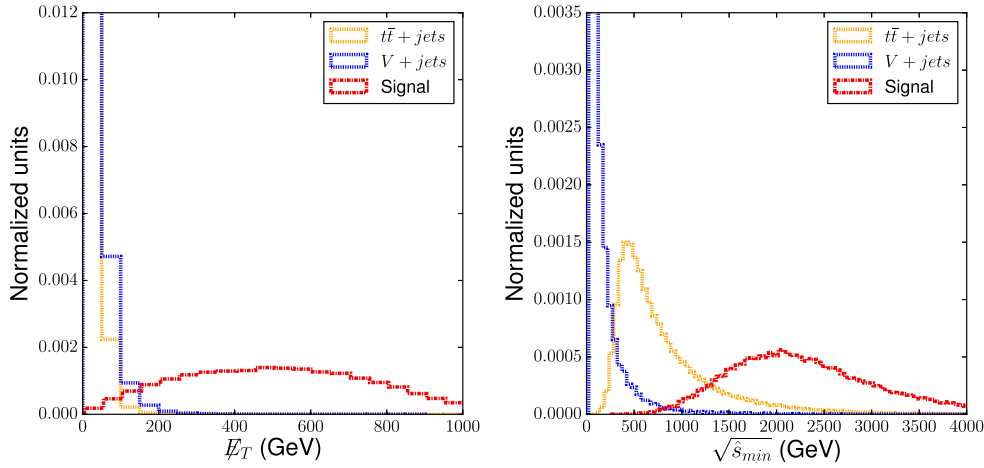 0.012
0.010
0.008
0.006
0.004
0.002
0.000
0 200 400 600 800 1000
Normalized units
E̸_T (GeV)
tt̄ + jets
V + jets
Signal
0.0035
0.0030
0.0025
0.0020
0.0015
0.0010
0.0005
0.0000
0 500 1000 1500 2000 2500 3000 3500 4000
Normalized units
√ŝ_min (GeV)
tt̄ + jets
V + jets
Signal